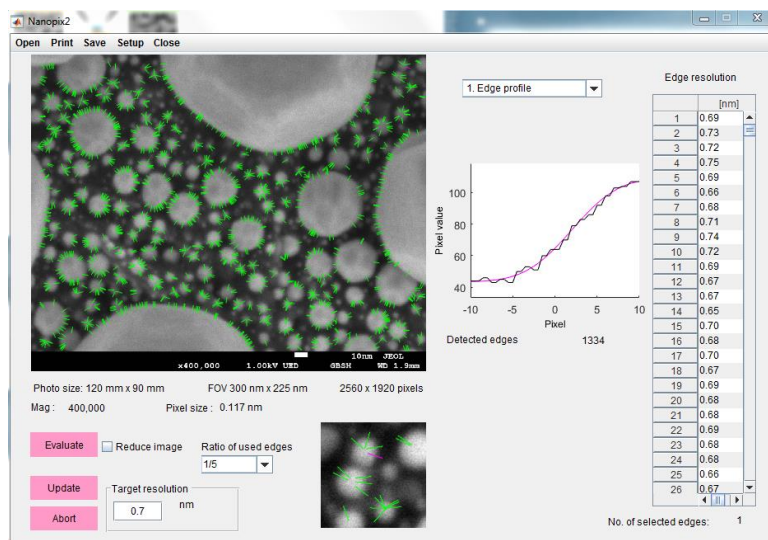 Nanopix2
Open Print Save Setup Close
1. Edge profile
Edge resolution
[nm]
1 0.69
2 0.73
3 0.72
4 0.75
5 0.69
6 0.66
7 0.68
8 0.71
9 0.74
10 0.72
11 0.69
12 0.67
13 0.67
14 0.65
15 0.70
16 0.68
17 0.70
18 0.67
19 0.69
20 0.68
21 0.68
22 0.69
23 0.68
24 0.68
25 0.66
26 0.67
100
80
60
40
Pixel value
-10 -5 0 5 10
Pixel
Detected edges 1334
10nm JEOL
x400,000 1.00kV UED GBSH WD 1.9mm
Photo size: 120 mm x 90 mm FOV 300 nm x 225 nm 2560 x 1920 pixels
Mag : 400,000 Pixel size : 0.117 nm
Evaluate Reduce image Ratio of used edges
1/5
Update Target resolution
0.7 nm
Abort
No. of selected edges: 1